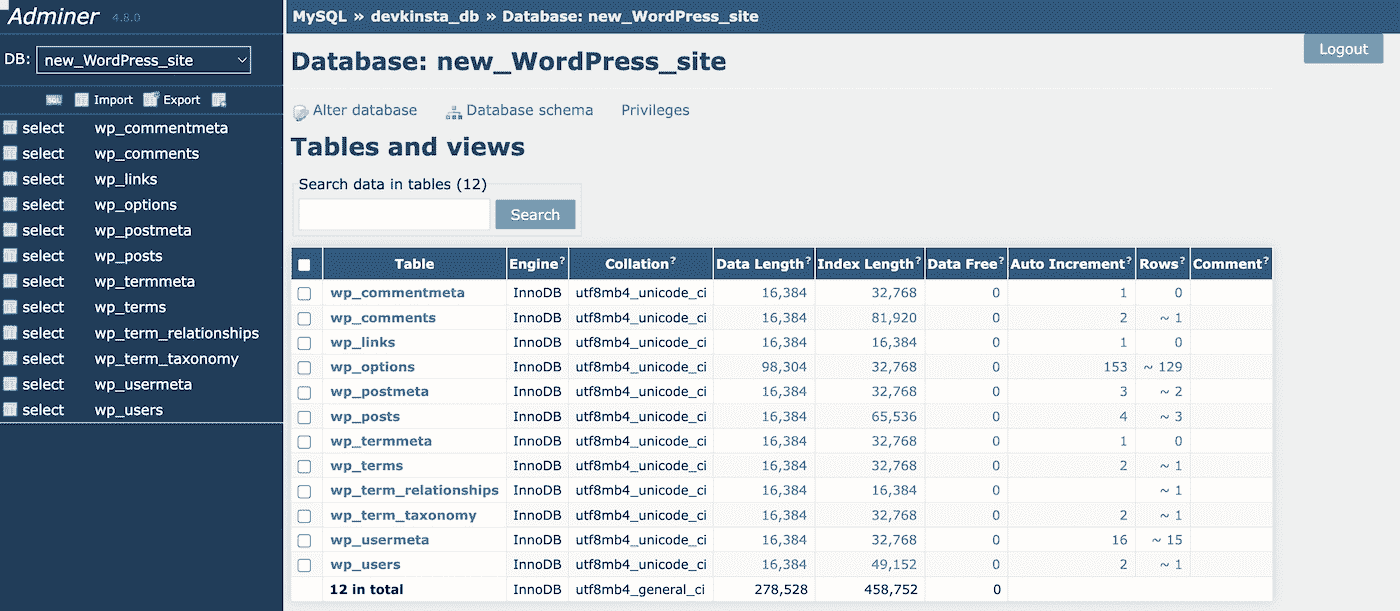 Adminer 4.8.0
DB: new_WordPress_site
SQL Import Export
select wp_commentmeta
select wp_comments
select wp_links
select wp_options
select wp_postmeta
select wp_posts
select wp_termmeta
select wp_terms
select wp_term_relationships
select wp_term_taxonomy
select wp_usermeta
select wp_users
MySQL » devkinsta_db » Database: new_WordPress_site
Logout
Database: new_WordPress_site
Alter database Database schema Privileges
Tables and views
Search data in tables (12)
Search
Table Engine? Collation? Data Length? Index Length? Data Free? Auto Increment? Rows? Comment?
wp_commentmeta InnoDB utf8mb4_unicode_ci 16,384 32,768 0 1 0
wp_comments InnoDB utf8mb4_unicode_ci 16,384 81,920 0 2 ~ 1
wp_links InnoDB utf8mb4_unicode_ci 16,384 16,384 0 1 0
wp_options InnoDB utf8mb4_unicode_ci 98,304 32,768 0 153 ~ 129
wp_postmeta InnoDB utf8mb4_unicode_ci 16,384 32,768 0 3 ~ 2
wp_posts InnoDB utf8mb4_unicode_ci 16,384 65,536 0 4 ~ 3
wp_termmeta InnoDB utf8mb4_unicode_ci 16,384 32,768 0 1 0
wp_terms InnoDB utf8mb4_unicode_ci 16,384 32,768 0 2 ~ 1
wp_term_relationships InnoDB utf8mb4_unicode_ci 16,384 16,384 0 ~ 1
wp_term_taxonomy InnoDB utf8mb4_unicode_ci 16,384 32,768 0 2 ~ 1
wp_usermeta InnoDB utf8mb4_unicode_ci 16,384 32,768 0 16 ~ 15
wp_users InnoDB utf8mb4_unicode_ci 16,384 49,152 0 2 ~ 1
12 in total InnoDB utf8mb4_general_ci 278,528 458,752 0